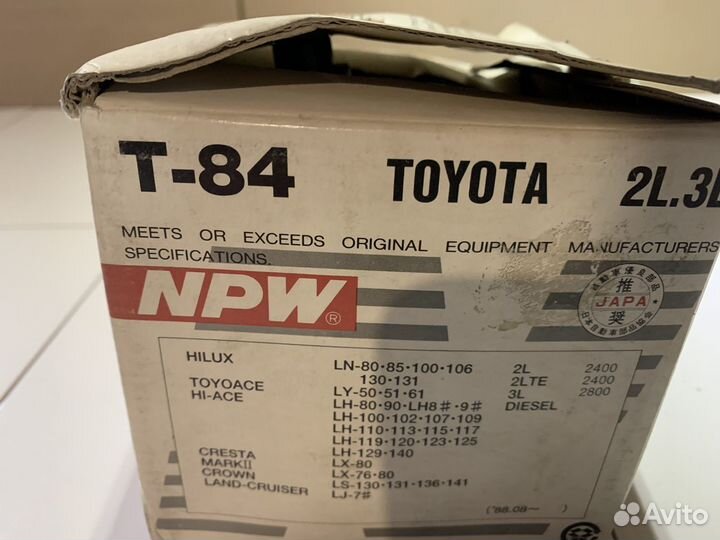 T-84 TOYOTA 2L.3L
MEETS OR EXCEEDS ORIGINAL EQUIPMENT MANUFACTURERS
SPECIFICATIONS.
NPW®
推
JAPA
奨
HILUX LN-80・85・100・106 2L 2400
130・131 2LTE 2400
TOYOACE LY-50・51・61 3L 2800
HI-ACE LH-80・90・LH8#・9# DIESEL
LH-100・102・107・109
LH-110・113・115・117
LH-119・120・123・125
CRESTA LH-129・140
MARKII LX-80
CROWN LX-76・80
LAND-CRUISER LS-130・131・136・141
LJ-7#
('88.08~ )
Avito